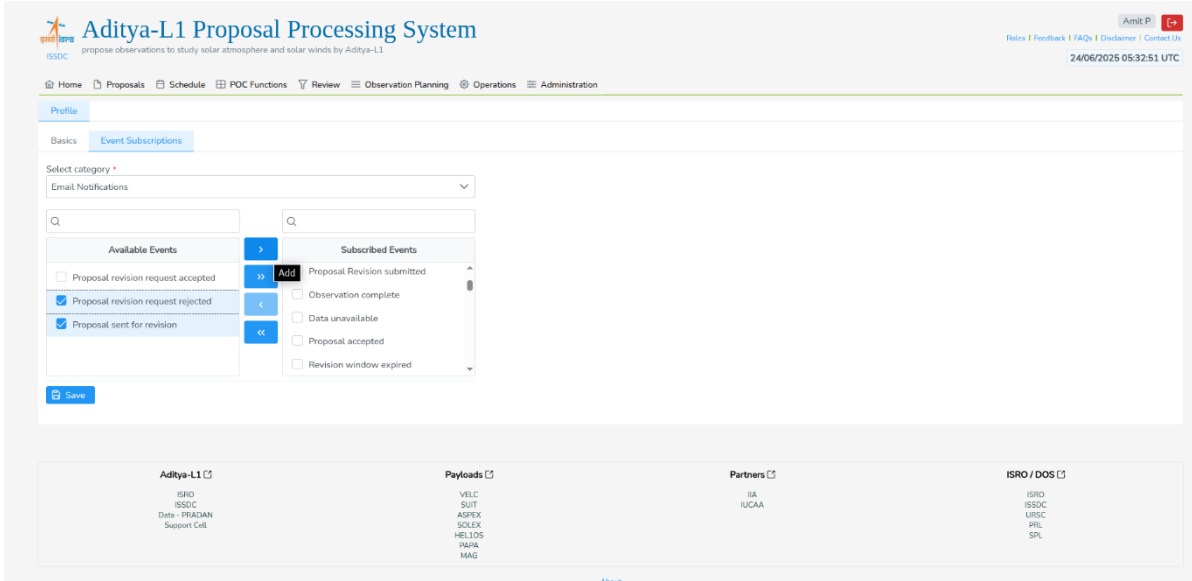 Aditya-L1 Proposal Processing System
propose observations to study solar atmosphere and solar winds by Aditya-L1
ISSDC
Amit P
Roles | Feedback | FAQs | Disclaimer | Contact Us
24/06/2025 05:32:51 UTC
Home Proposals Schedule POC Functions Review Observation Planning Operations Administration
Profile
Basics Event Subscriptions
Select category *
Email Notifications
Available Events
Proposal revision request accepted
Proposal revision request rejected
Proposal sent for revision
Add
Subscribed Events
Proposal Revision submitted
Observation complete
Data unavailable
Proposal accepted
Revision window expired
Save
Aditya-L1
ISRO
ISSDC
Data - PRADAN
Support Cell
Payloads
VELC
SUIT
ASPEX
SOLEX
HEL1OS
PAPA
MAG
Partners
IIA
IUCAA
ISRO / DOS
ISRO
ISSDC
URSC
PRL
SPL
About